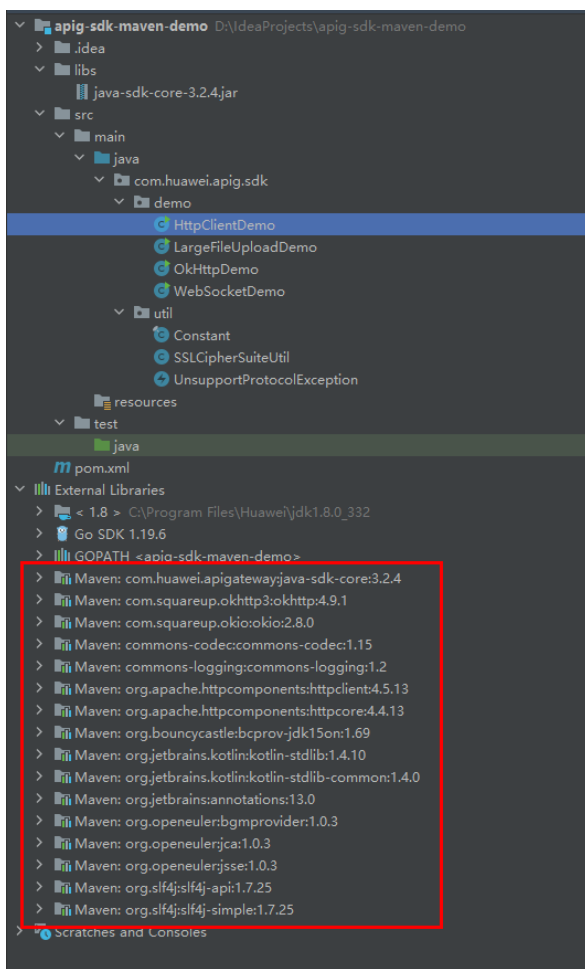 apig-sdk-maven-demo D:\IdeaProjects\apig-sdk-maven-demo
.idea
libs
java-sdk-core-3.2.4.jar
src
main
java
com.huawei.apig.sdk
demo
HttpClientDemo
LargeFileUploadDemo
OkHttpDemo
WebSocketDemo
util
Constant
SSLCipherSuiteUtil
UnsupportProtocolException
resources
test
java
pom.xml
External Libraries
< 1.8 > C:\Program Files\Huawei\jdk1.8.0_332
Go SDK 1.19.6
GOPATH <apig-sdk-maven-demo>
Maven: com.huawei.apigateway:java-sdk-core:3.2.4
Maven: com.squareup.okhttp3:okhttp:4.9.1
Maven: com.squareup.okio:okio:2.8.0
Maven: commons-codec:commons-codec:1.15
Maven: commons-logging:commons-logging:1.2
Maven: org.apache.httpcomponents:httpclient:4.5.13
Maven: org.apache.httpcomponents:httpcore:4.4.13
Maven: org.bouncycastle:bcprov-jdk15on:1.69
Maven: org.jetbrains.kotlin:kotlin-stdlib:1.4.10
Maven: org.jetbrains.kotlin:kotlin-stdlib-common:1.4.0
Maven: org.jetbrains:annotations:13.0
Maven: org.openeuler:bgmprovider:1.0.3
Maven: org.openeuler:jca:1.0.3
Maven: org.openeuler:jsse:1.0.3
Maven: org.slf4j:slf4j-api:1.7.25
Maven: org.slf4j:slf4j-simple:1.7.25
Scratches and Consoles